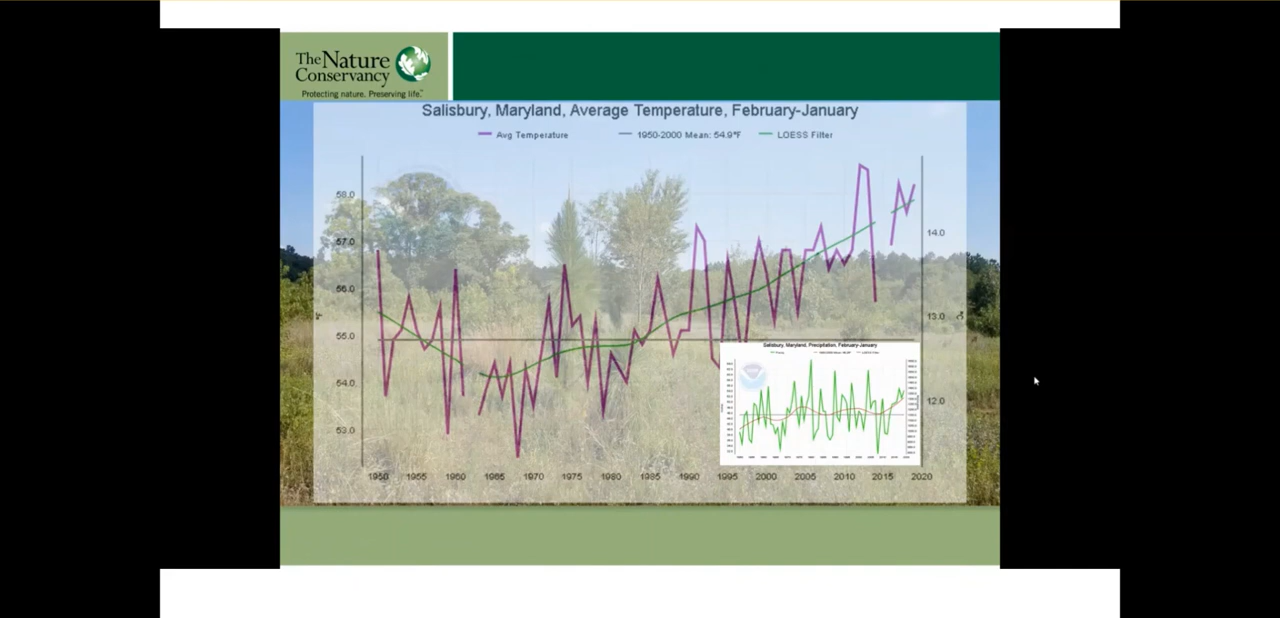 The Nature
Conservancy
Protecting nature. Preserving life.™
Salisbury, Maryland, Average Temperature, February-January
Avg Temperature 1950-2000 Mean: 54.9°F LOESS Filter
58.0
57.0
56.0
55.0
54.0
53.0
°F
14.0
13.0
12.0
°C
1950 1955 1960 1965 1970 1975 1980 1985 1990 1995 2000 2005 2010 2015 2020
Salisbury, Maryland, Precipitation, February-January
LOESS Filter